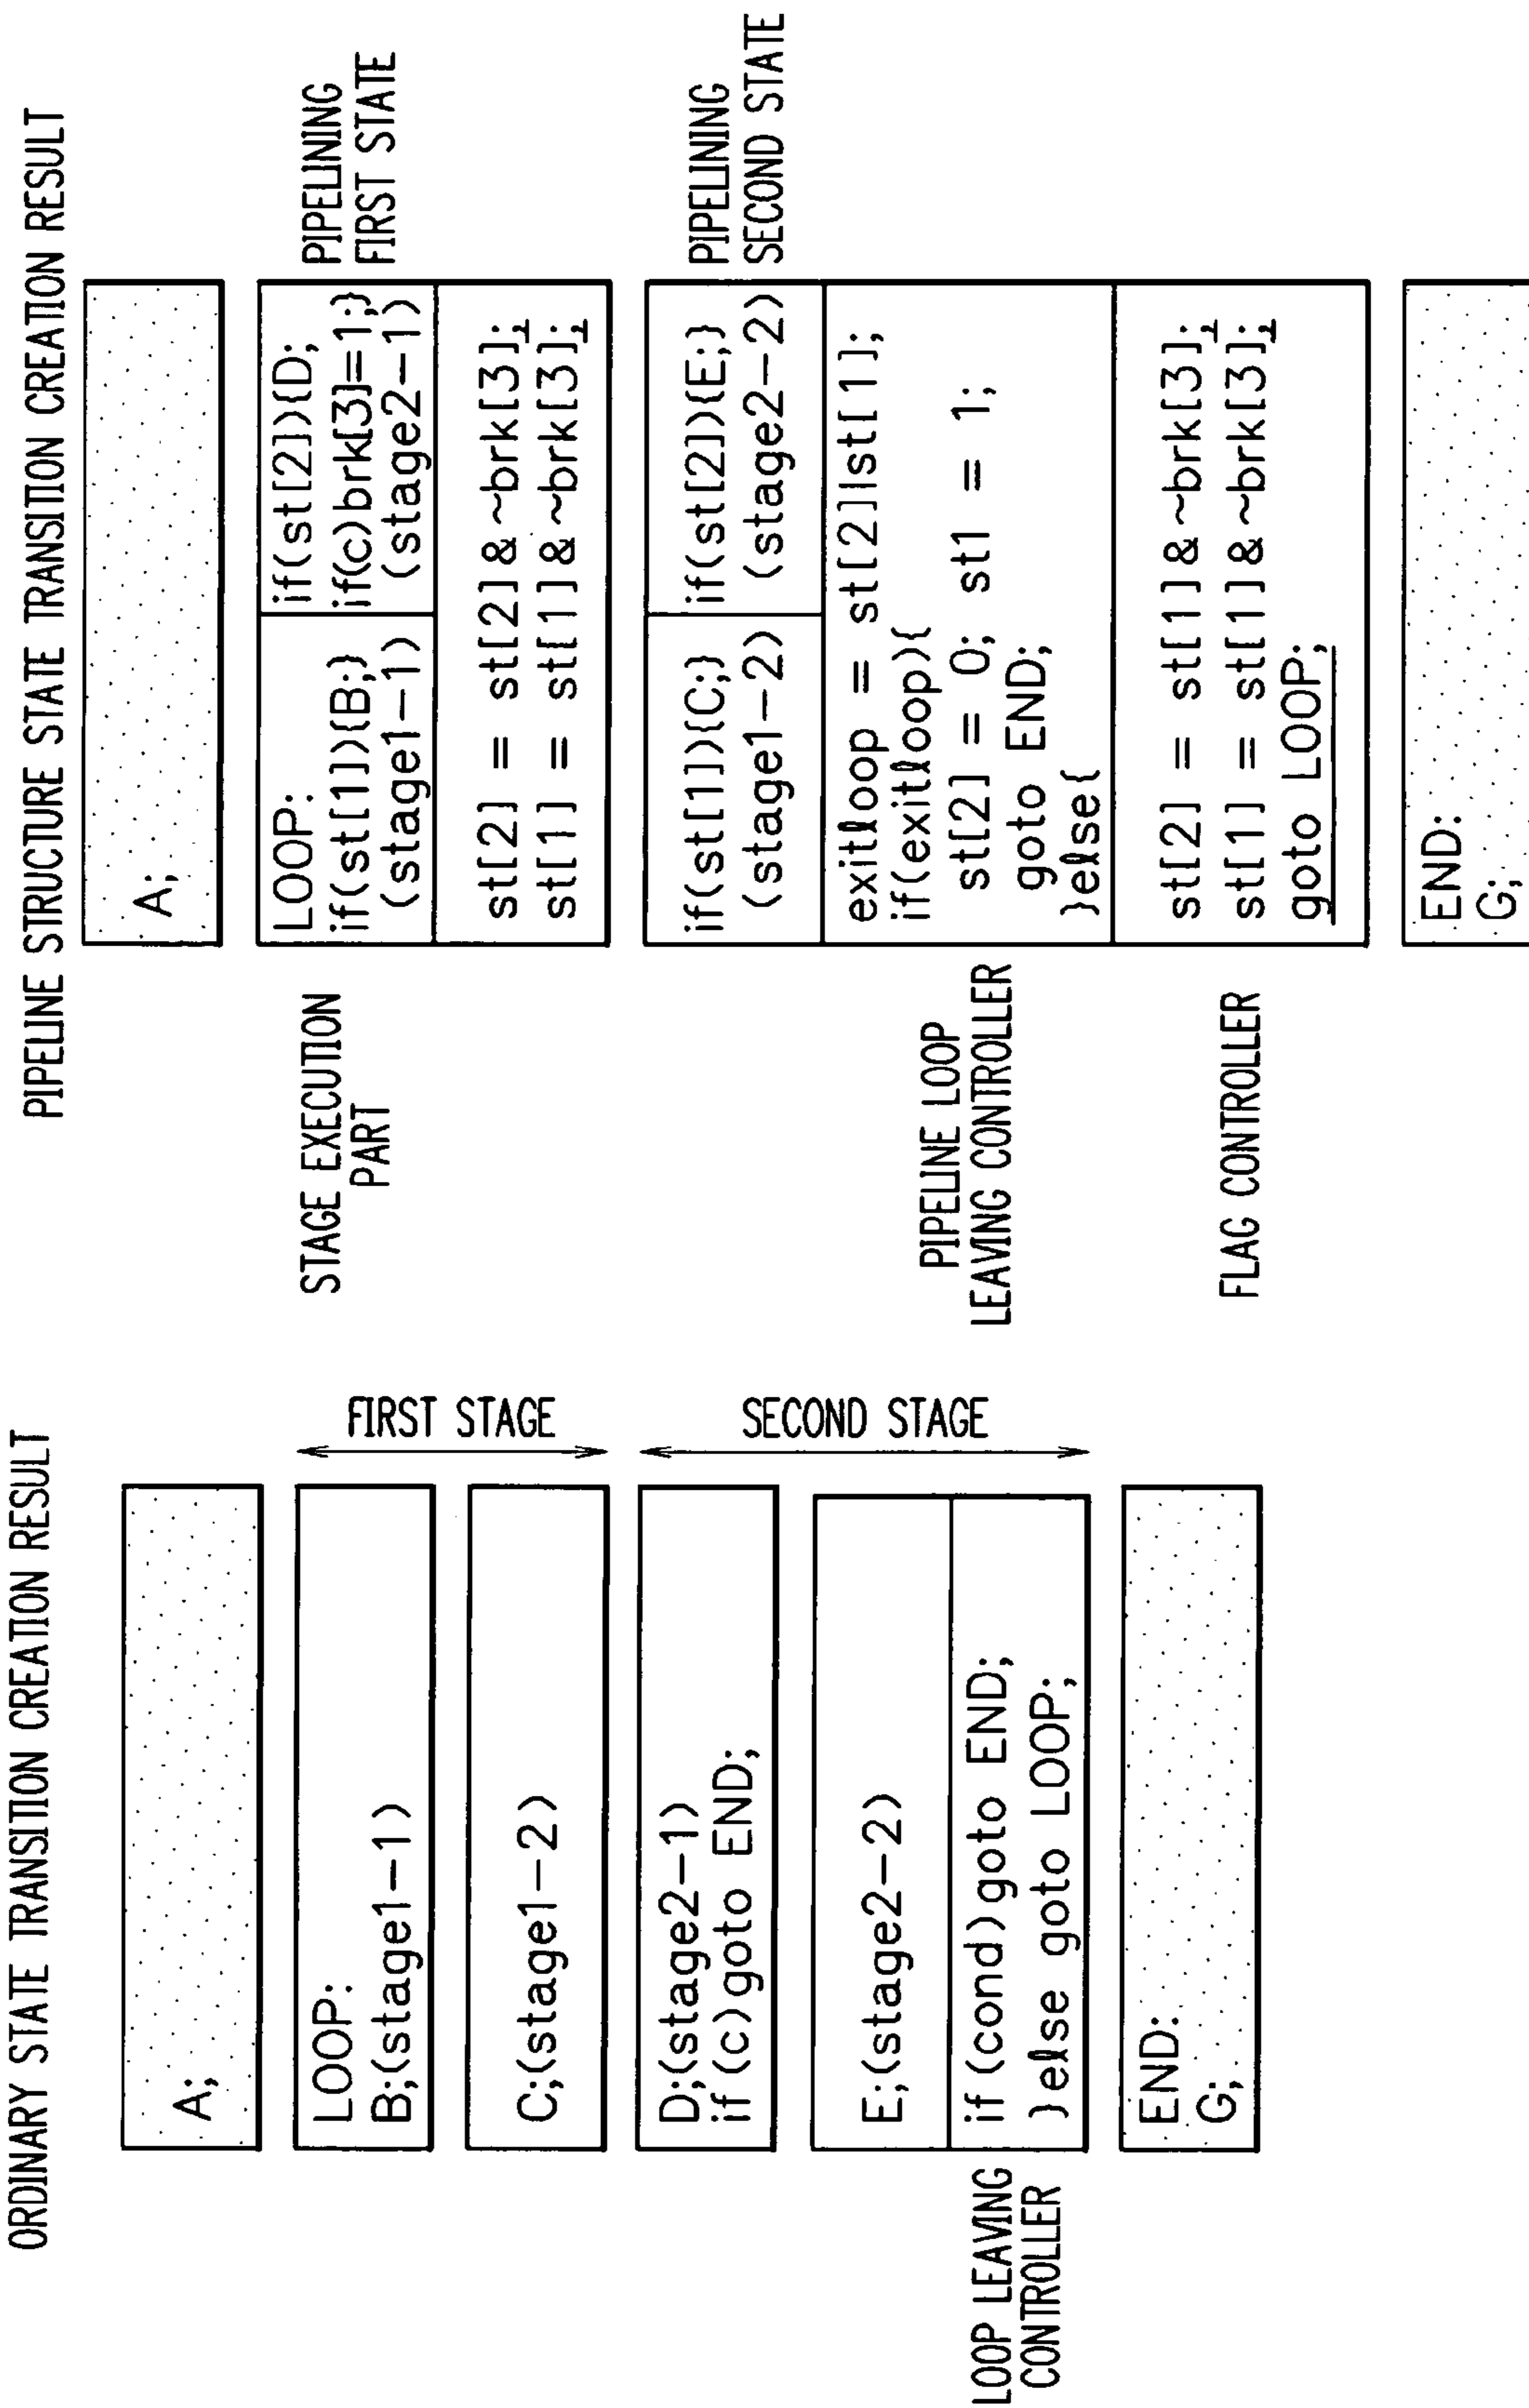 ORDINARY STATE TRANSITION CREATION RESULT
A;
LOOP:
B;(stage1-1)
C;(stage1-2)
D;(stage2-1)
if(c)goto END;
E;(stage2-2)
if(cond)goto END;
}else goto LOOP;
END:
G;
FIRST STAGE
SECOND STAGE
LOOP LEAVING
CONTROLLER
PIPELINE STRUCTURE STATE TRANSITION CREATION RESULT
A;
STAGE EXECUTION
PART
LOOP:
if(st[1]){B;}
(stage1-1)
if(st[2]){D;
if(c)brk[3]=1;}
(stage2-1)
PIPELINING
FIRST STATE
st[2] = st[2]&~brk[3];
st[1] = st[1]&~brk[3];
if(st[1]){C;}
(stage1-2)
if(st[2]){E;}
(stage2-2)
PIPELINING
SECOND STATE
PIPELINE LOOP
LEAVING CONTROLLER
exitloop = st[2]|st[1];
if(exitloop){
st[2] = 0; st1 = 1;
goto END;
}else{
FLAG CONTROLLER
st[2] = st[1]&~brk[3];
st[1] = st[1]&~brk[3];
goto LOOP;
END:
G;